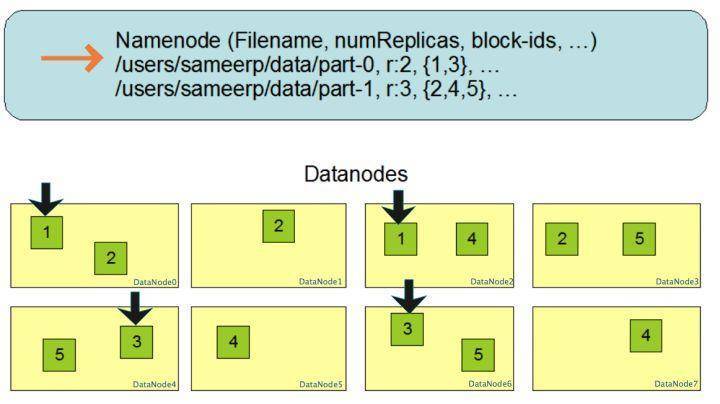 Namenode (Filename, numReplicas, block-ids, …)
/users/sameerp/data/part-0, r:2, {1,3}, …
/users/sameerp/data/part-1, r:3, {2,4,5}, …
Datanodes
1
2
DataNode0
2
DataNode1
1
4
DataNode2
2
5
DataNode3
5
3
DataNode4
4
DataNode5
3
5
DataNode6
4
DataNode7